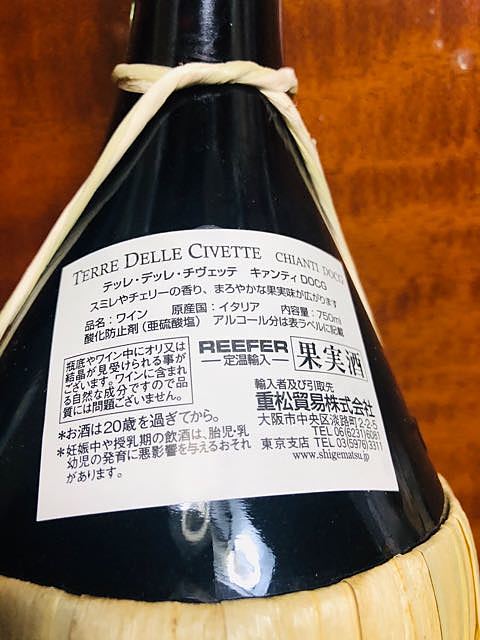 TERRE DELLE CIVETTE CHIANTI DOCG
テッレ・デッレ・チヴェッテ キャンティ DOCG
スミレやチェリーの香り、まろやかな果実味が広がります
品名：ワイン 原産国：イタリア 内容量：750ml
酸化防止剤（亜硫酸塩） アルコール分は表ラベルに記載
瓶底やワイン中にオリ又は
結晶が見受けられる事が
ございます。ワインに含まれ
る自然な成分ですので品
質には問題ございません。
REEFER
定温輸入
果実酒
輸入者及び引取先
重松貿易株式会社
大阪市中央区淡路町2-2-5
TEL 06(6231)6081
東京支店 TEL 03(5976)3111
www.shigematsu.jp
*お酒は20歳を過ぎてから。
*妊娠中や授乳期の飲酒は、胎児・乳
幼児の発育に悪影響を与えるおそれ
があります。